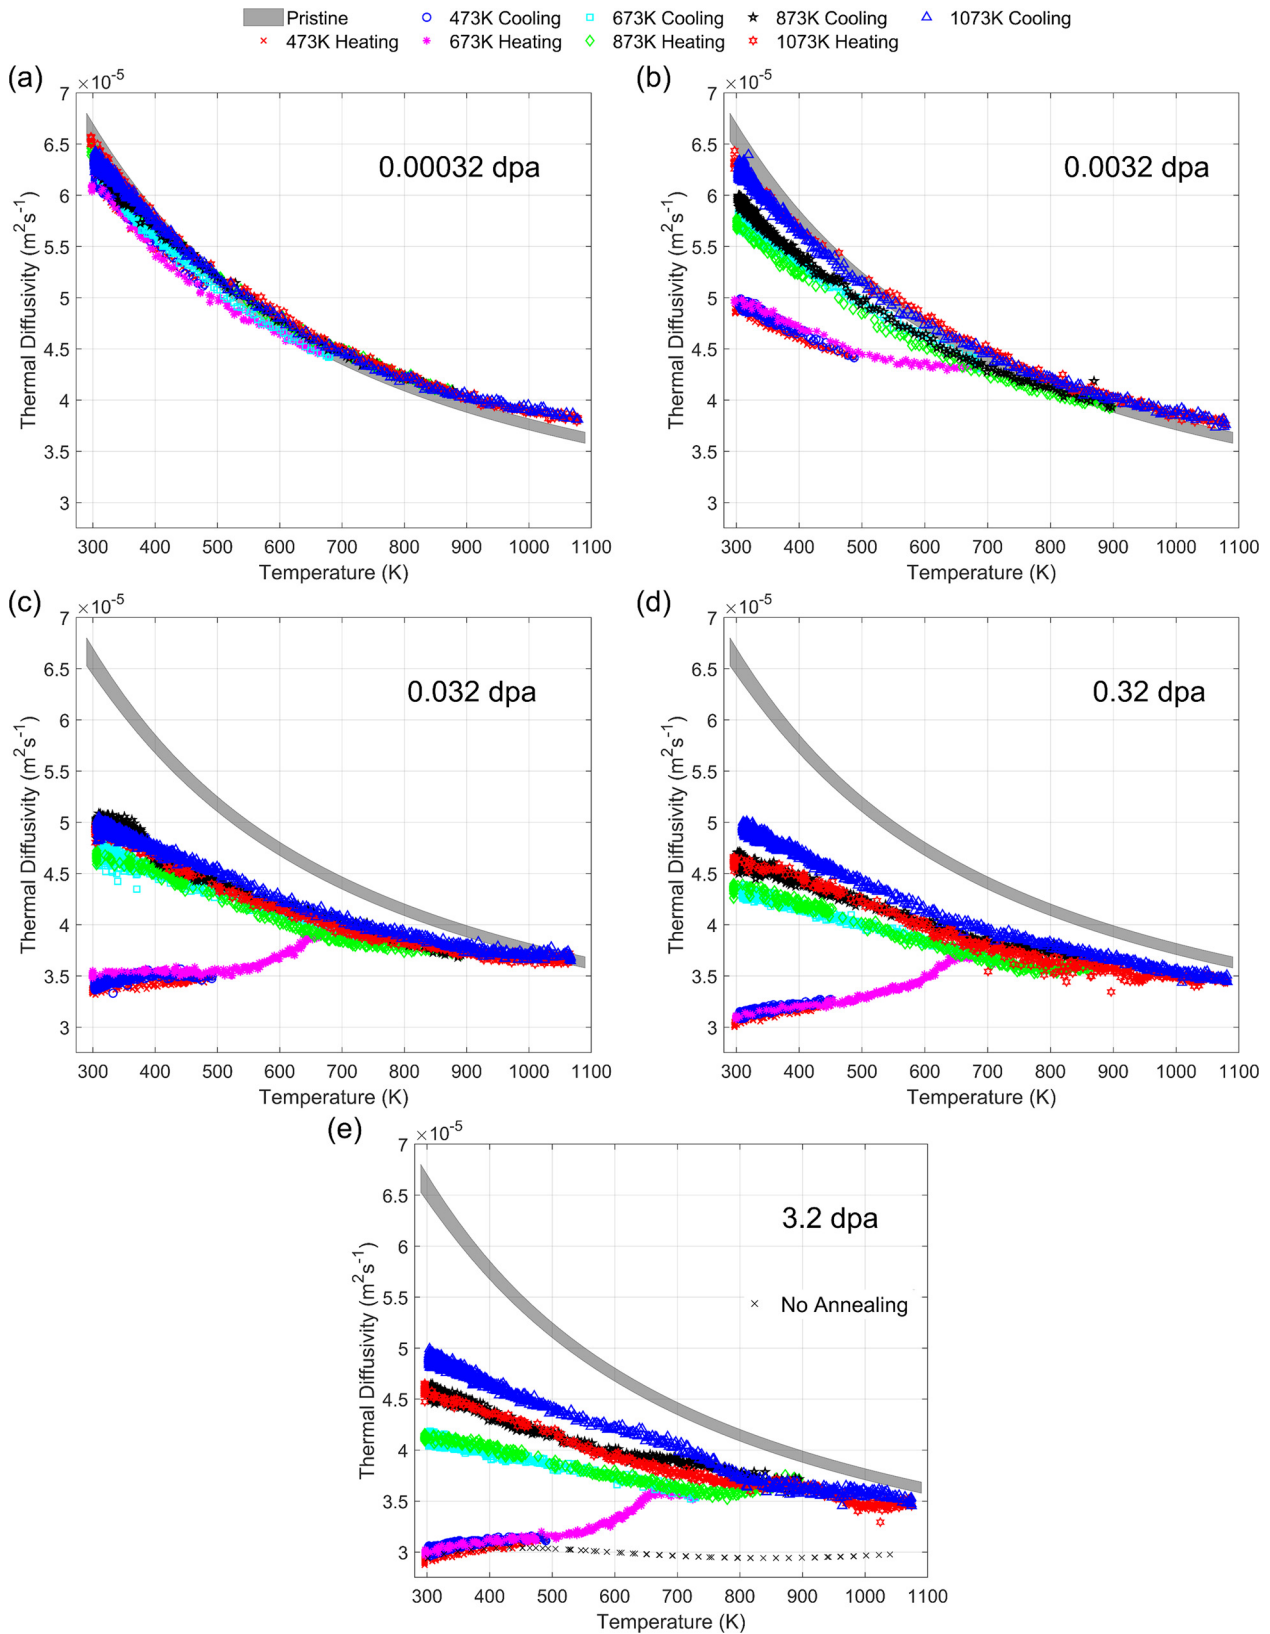 Pristine 473K Cooling 673K Cooling 873K Cooling 1073K Cooling
473K Heating 673K Heating 873K Heating 1073K Heating
(a)
×10⁻⁵
7
6.5
6
5.5
5
4.5
4
3.5
3
Thermal Diffusivity (m²s⁻¹)
0.00032 dpa
300 400 500 600 700 800 900 1000 1100
Temperature (K)
(b)
×10⁻⁵
7
6.5
6
5.5
5
4.5
4
3.5
3
Thermal Diffusivity (m²s⁻¹)
0.0032 dpa
300 400 500 600 700 800 900 1000 1100
Temperature (K)
(c)
×10⁻⁵
7
6.5
6
5.5
5
4.5
4
3.5
3
Thermal Diffusivity (m²s⁻¹)
0.032 dpa
300 400 500 600 700 800 900 1000 1100
Temperature (K)
(d)
×10⁻⁵
7
6.5
6
5.5
5
4.5
4
3.5
3
Thermal Diffusivity (m²s⁻¹)
0.32 dpa
300 400 500 600 700 800 900 1000 1100
Temperature (K)
(e)
×10⁻⁵
7
6.5
6
5.5
5
4.5
4
3.5
3
Thermal Diffusivity (m²s⁻¹)
3.2 dpa
No Annealing
300 400 500 600 700 800 900 1000 1100
Temperature (K)